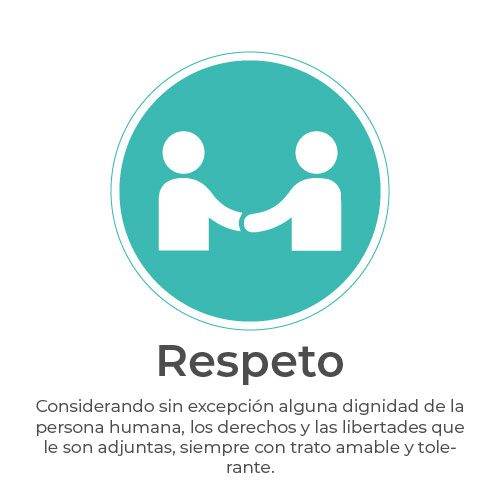 Respeto
Considerando sin excepción alguna dignidad de la
persona humana, los derechos y las libertades que
le son adjuntas, siempre con trato amable y tole-
rante.